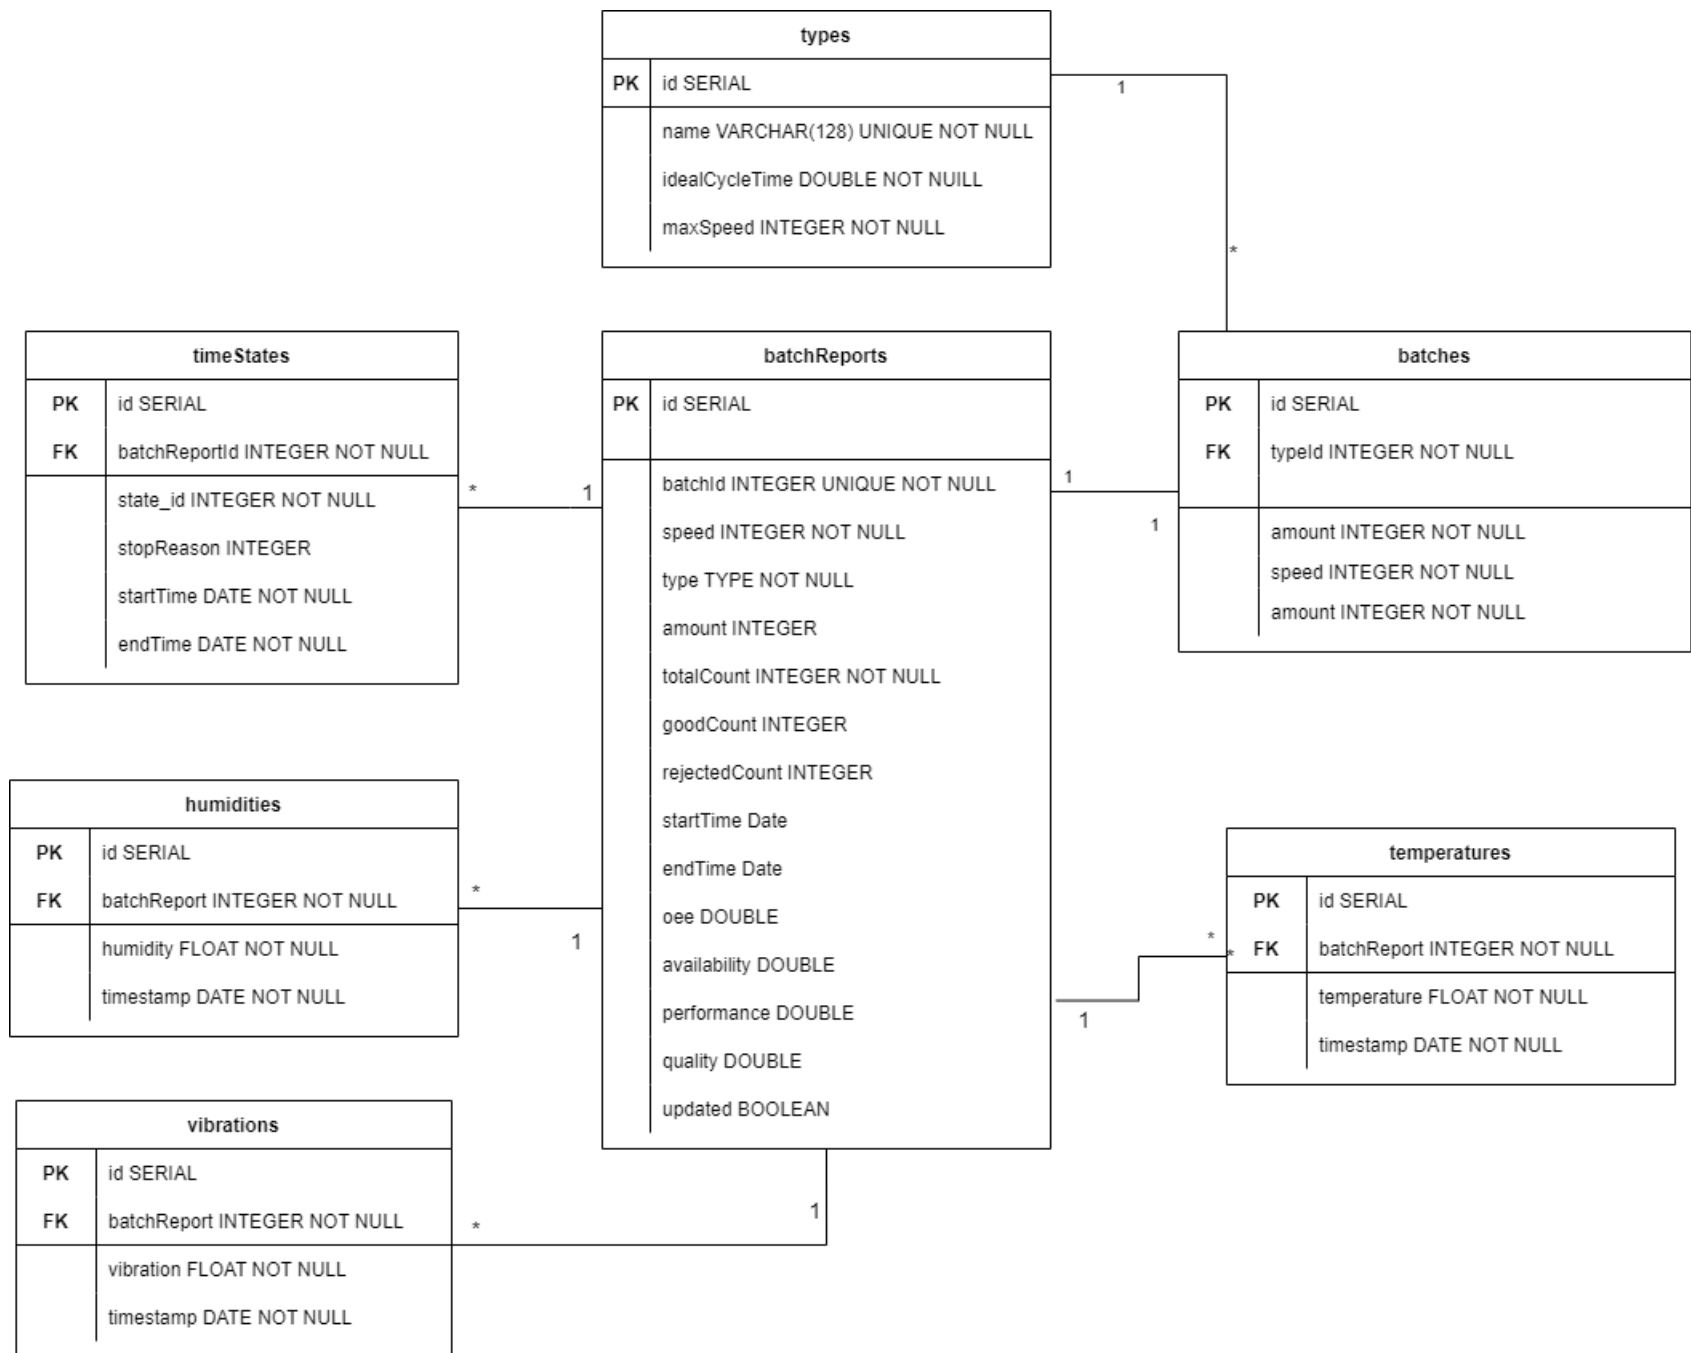 types
PK id SERIAL
name VARCHAR(128) UNIQUE NOT NULL
idealCycleTime DOUBLE NOT NUILL
maxSpeed INTEGER NOT NULL
1
*
timeStates
PK id SERIAL
FK batchReportId INTEGER NOT NULL
state_id INTEGER NOT NULL
stopReason INTEGER
startTime DATE NOT NULL
endTime DATE NOT NULL
* 1
batchReports
PK id SERIAL
batchId INTEGER UNIQUE NOT NULL
speed INTEGER NOT NULL
type TYPE NOT NULL
amount INTEGER
totalCount INTEGER NOT NULL
goodCount INTEGER
rejectedCount INTEGER
startTime Date
endTime Date
oee DOUBLE
availability DOUBLE
performance DOUBLE
quality DOUBLE
updated BOOLEAN
1
1
batches
PK id SERIAL
FK typeId INTEGER NOT NULL
amount INTEGER NOT NULL
speed INTEGER NOT NULL
amount INTEGER NOT NULL
humidities
PK id SERIAL
FK batchReport INTEGER NOT NULL
humidity FLOAT NOT NULL
timestamp DATE NOT NULL
*
1
temperatures
PK id SERIAL
FK batchReport INTEGER NOT NULL
temperature FLOAT NOT NULL
timestamp DATE NOT NULL
*
*
1
vibrations
PK id SERIAL
FK batchReport INTEGER NOT NULL
vibration FLOAT NOT NULL
timestamp DATE NOT NULL
*
1